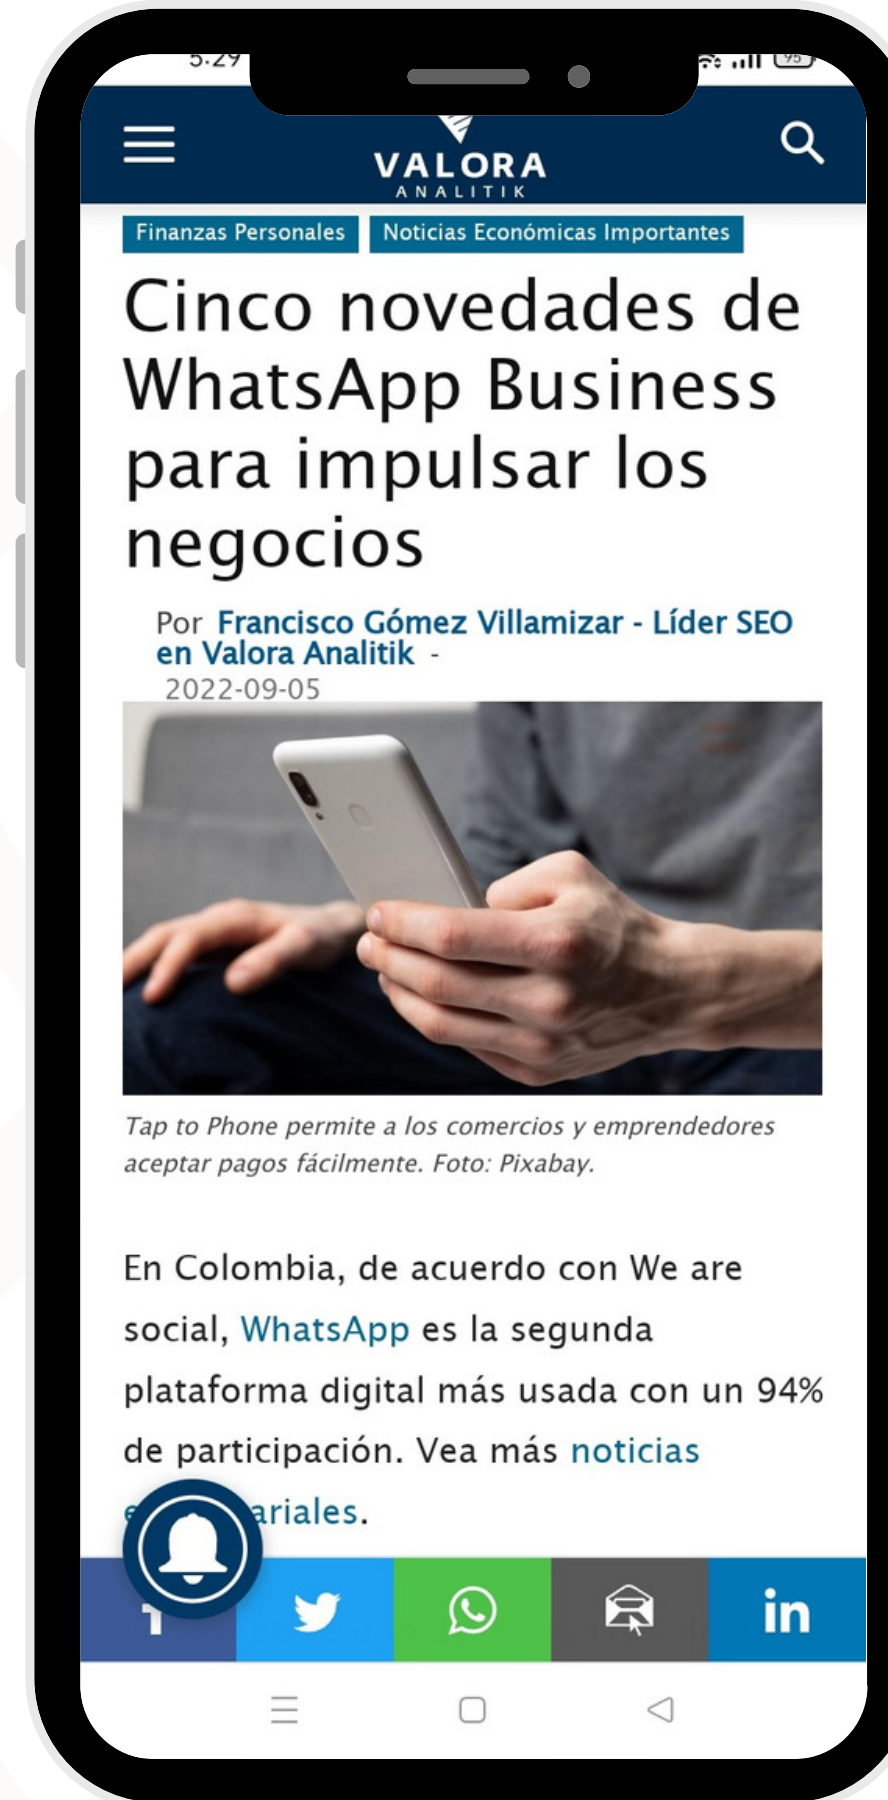 5:29
95
VALORA
ANALITIK
Finanzas Personales Noticias Económicas Importantes
Cinco novedades de
WhatsApp Business
para impulsar los
negocios
Por Francisco Gómez Villamizar - Líder SEO
en Valora Analitik -
2022-09-05
Tap to Phone permite a los comercios y emprendedores
aceptar pagos fácilmente. Foto: Pixabay.
En Colombia, de acuerdo con We are
social, WhatsApp es la segunda
plataforma digital más usada con un 94%
de participación. Vea más noticias
ariales.
in